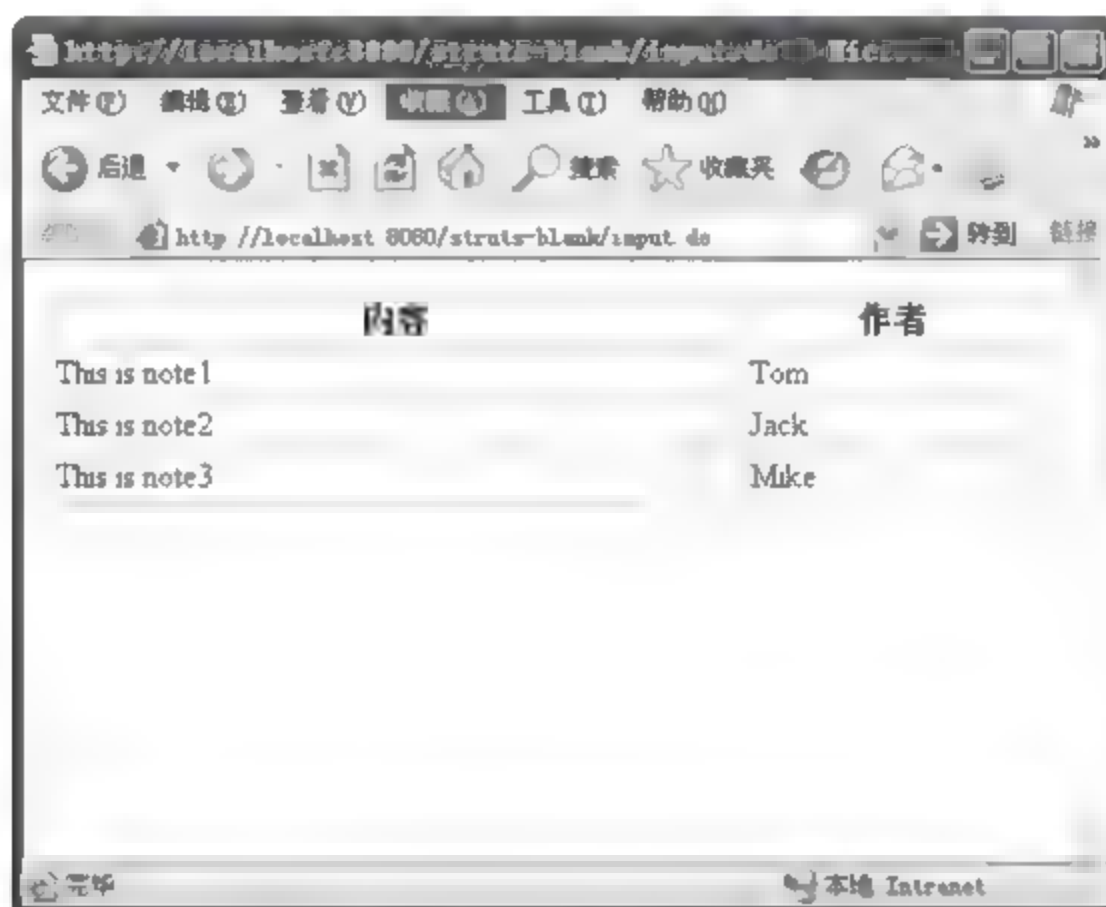 文件(F) 编辑(E) 查看(V) 收藏(A) 工具(T) 帮助(H)
后退 搜索 收藏夹 »
http //localhost 8080/struts-blank/input do 转到 链接
内容 作者
This is note1 Tom
This is note2 Jack
This is note3 Mike
完毕 本地 Intranet